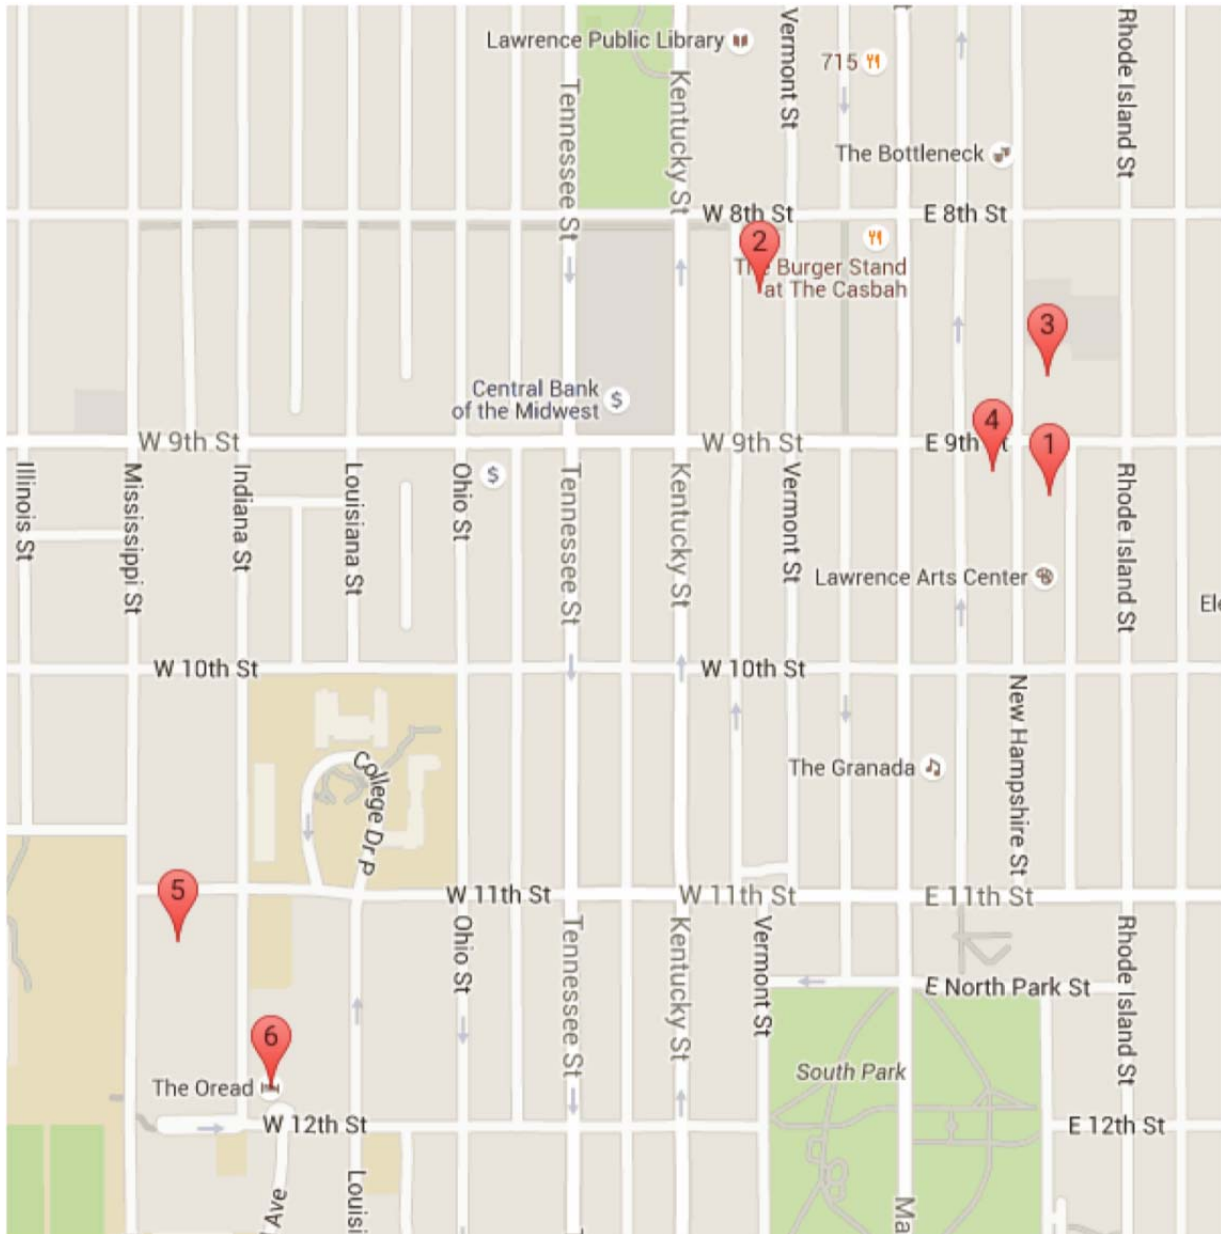 Lawrence Public Library
Vermont St
715
Rhode Island St
Tennessee St
Kentucky St
The Bottleneck
W 8th St
E 8th St
2
The Burger Stand
at The Casbah
3
Central Bank
of the Midwest
$
4
1
W 9th St
W 9th St
E 9th St
Illinois St
Mississippi St
Indiana St
Louisiana St
Ohio St
$
Tennessee St
Kentucky St
Vermont St
Rhode Island St
Lawrence Arts Center
Ele
W 10th St
W 10th St
New Hampshire St
College Dr P
The Granada
5
W 11th St
W 11th St
E 11th St
Ohio St
Tennessee St
Kentucky St
Vermont St
Rhode Island St
E North Park St
6
The Oread
South Park
W 12th St
E 12th St
Ave
Louisi
Ma